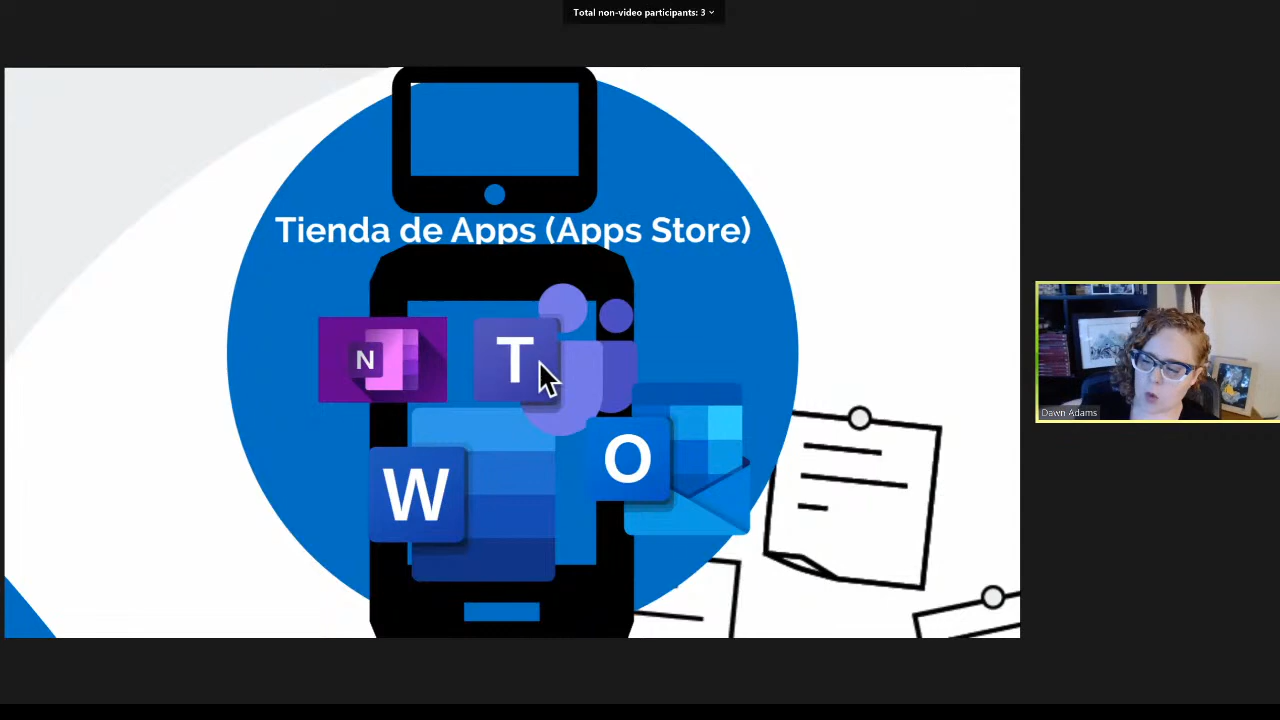 Total non-video participants: 3
Tienda de Apps (Apps Store)
N
T
W
O
Dawn Adams